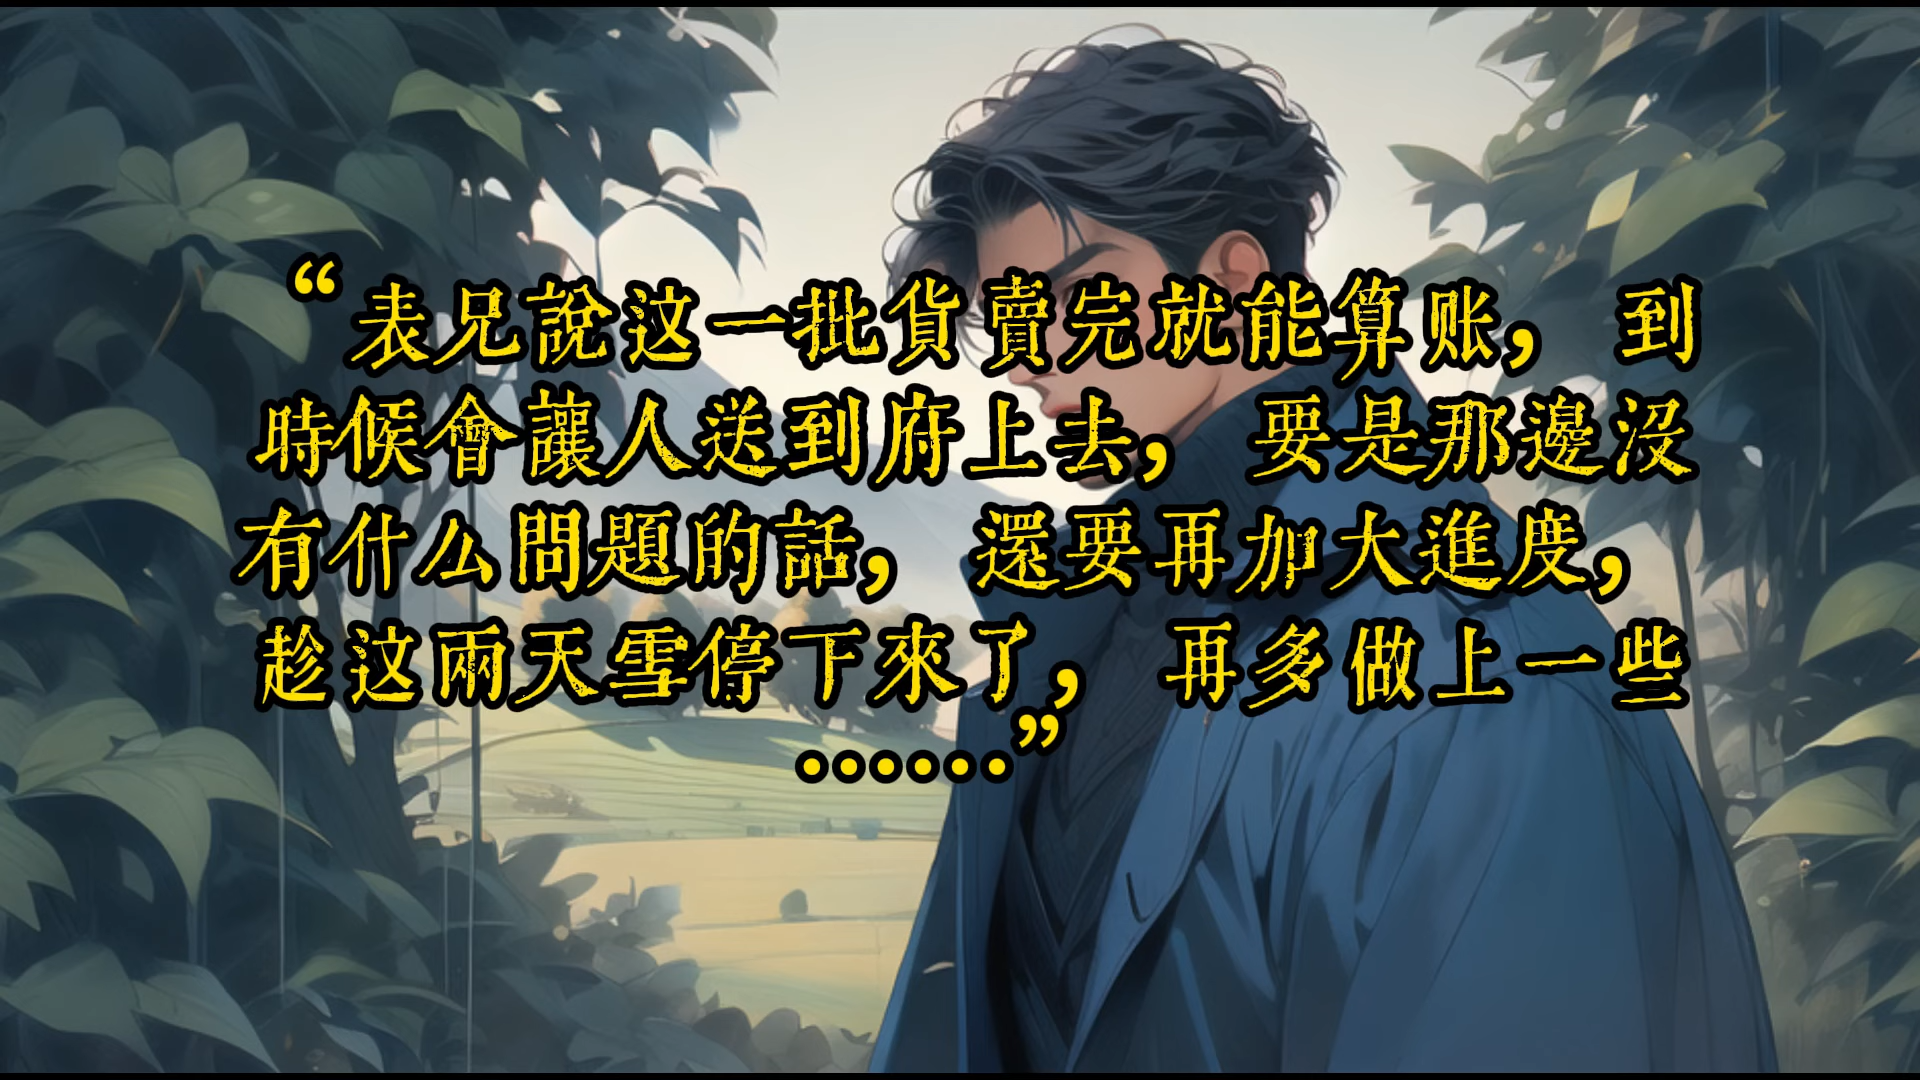 “表兄說这一批貨賣完就能算账，到
時候會讓人送到府上去，要是那邊没
有什么問題的話，還要再加大進度，
趁这兩天雪停下來了，再多做上一些
……”